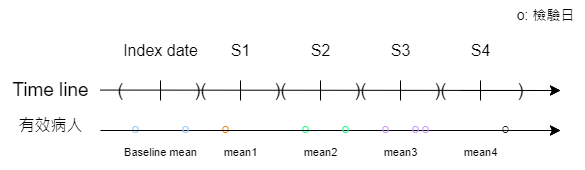 o: 檢驗日
Index date S1 S2 S3 S4
Time line ( )( )( )( )( )
有效病人
Baseline mean mean1 mean2 mean3 mean4